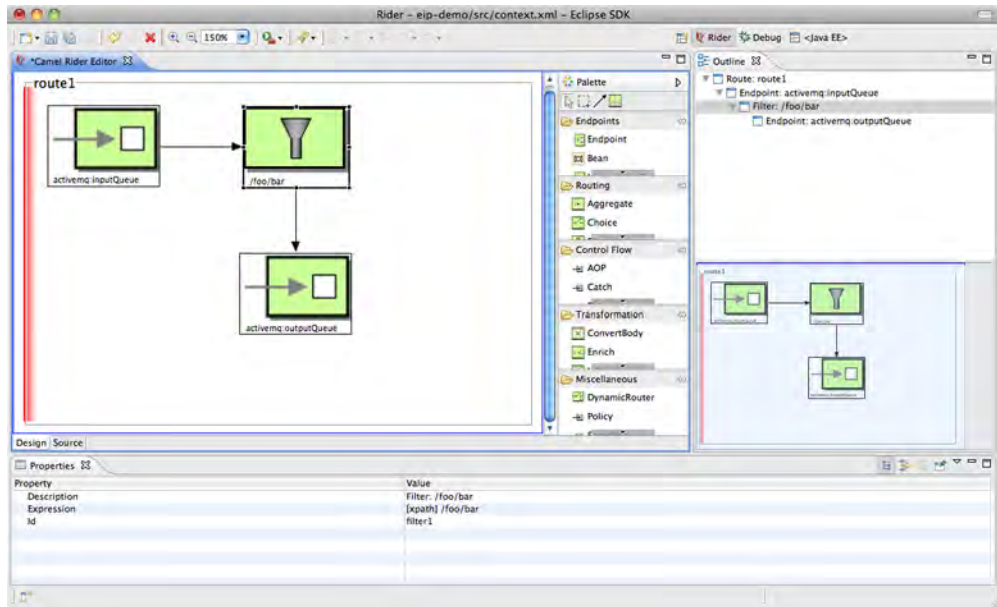 Rider – eip-demo/src/context.xml – Eclipse SDK
150%
Rider Debug <Java EE>
*Camel Rider Editor
route1
activemq:inputQueue
/foo/bar
activemq:outputQueue
Palette
Endpoints
Endpoint
Bean
Routing
Aggregate
Choice
Control Flow
AOP
Catch
Transformation
ConvertBody
Enrich
Miscellaneous
DynamicRouter
Policy
Design Source
Outline
Route: route1
Endpoint: activemq:inputQueue
Filter: /foo/bar
Endpoint: activemq:outputQueue
route1
Properties
Property Value
Description Filter: /foo/bar
Expression [xpath] /foo/bar
Id filter1